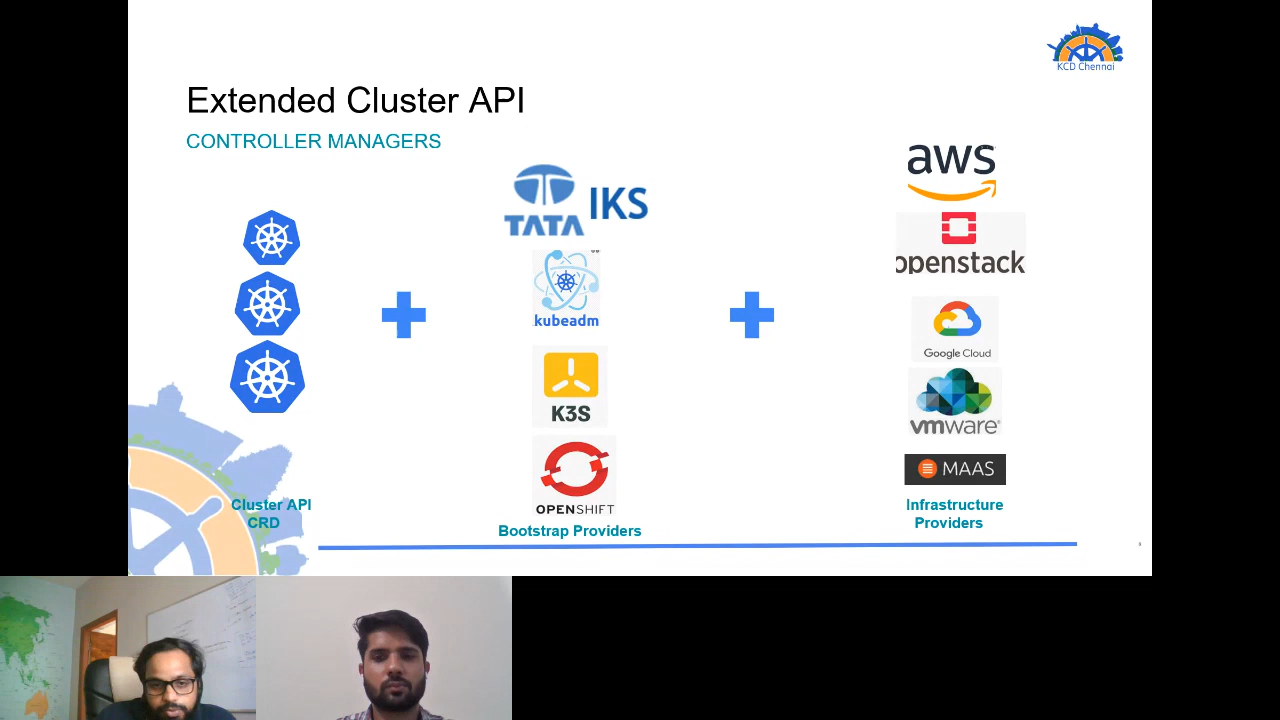 KCD Chennai
Extended Cluster API
CONTROLLER MANAGERS
TATA IKS
kubeadm
K3S
OPENSHIFT
aws
openstack
Google Cloud
vmware
MAAS
Cluster API
CRD
Bootstrap Providers
Infrastructure
Providers